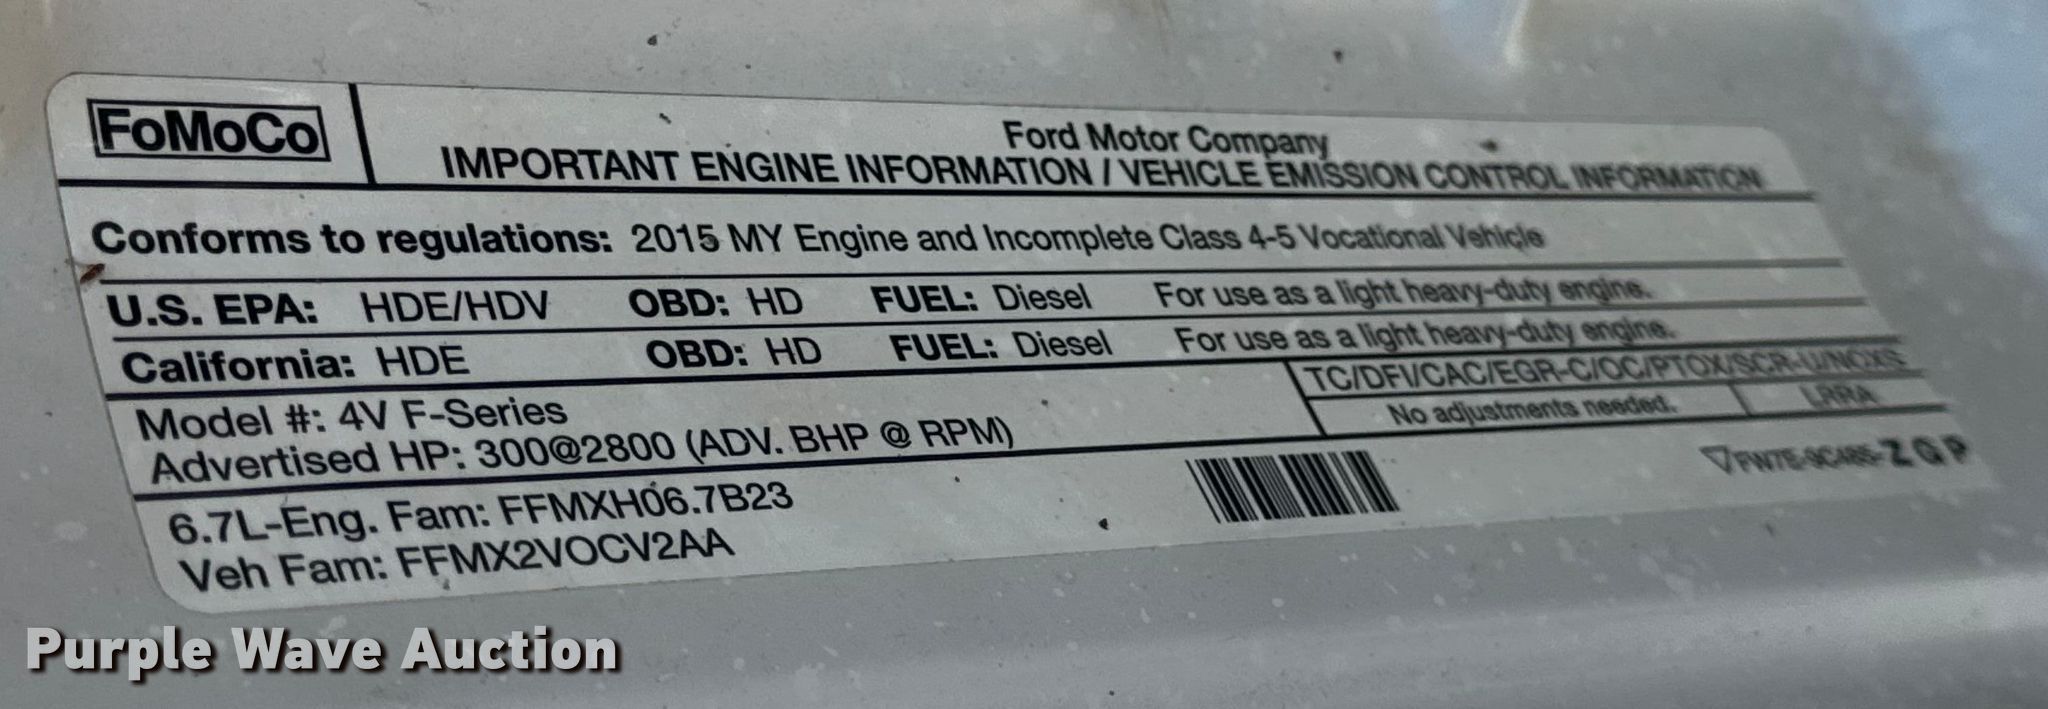 FoMoCo
Ford Motor Company
IMPORTANT ENGINE INFORMATION / VEHICLE EMISSION CONTROL INFORMATION
Conforms to regulations: 2015 MY Engine and Incomplete Class 4-5 Vocational Vehicle
U.S. EPA: HDE/HDV OBD: HD FUEL: Diesel For use as a light heavy-duty engine.
California: HDE OBD: HD FUEL: Diesel For use as a light heavy-duty engine.
TC/DFI/CAC/EGR-C/OC/PTOX/SCR-U/NOXS
Model #: 4V F-Series
No adjustments needed. LRRA
Advertised HP: 300@2800 (ADV. BHP @ RPM)
FW7E-9C485-ZGP
6.7L-Eng. Fam: FFMXH06.7B23
Veh Fam: FFMX2VOCV2AA
Purple Wave Auction